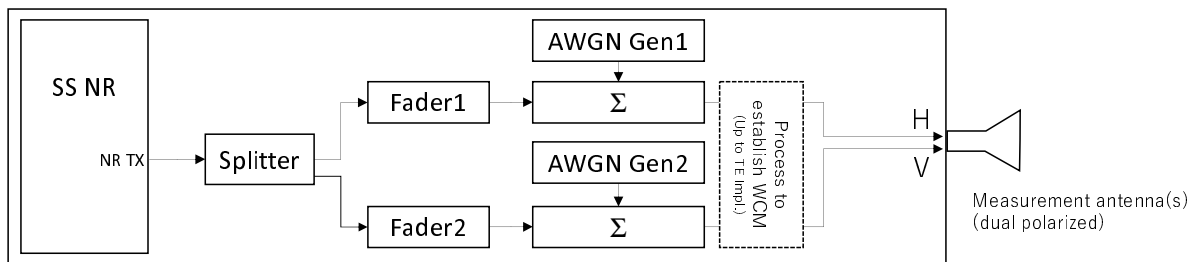 AWGN Gen1
SS NR
Fader1
Σ
NR TX
Splitter
AWGN Gen2
Fader2
Σ
Process to
establish WCM
(Up to TE Impl.)
H
V
Measurement antenna(s)
(dual polarized)